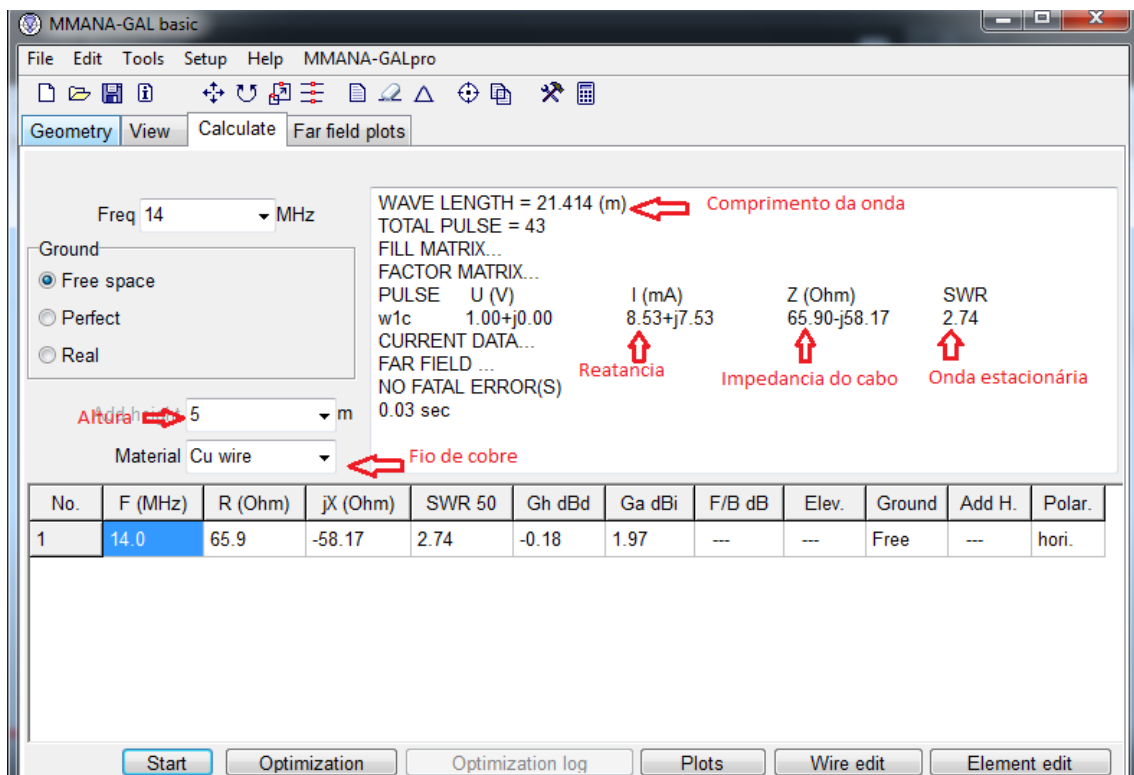 MMANA-GAL basic
File Edit Tools Setup Help MMANA-GALpro
Geometry View Calculate Far field plots
Freq 14 MHz
Ground
Free space
Perfect
Real
Add height 5 m
Altura
Material Cu wire
Fio de cobre
WAVE LENGTH = 21.414 (m) Comprimento da onda
TOTAL PULSE = 43
FILL MATRIX...
FACTOR MATRIX...
PULSE U (V) I (mA) Z (Ohm) SWR
w1c 1.00+j0.00 8.53+j7.53 65.90-j58.17 2.74
CURRENT DATA...
FAR FIELD ...
Reatancia Impedancia do cabo Onda estacionária
NO FATAL ERROR(S)
0.03 sec
No. F (MHz) R (Ohm) jX (Ohm) SWR 50 Gh dBd Ga dBi F/B dB Elev. Ground Add H. Polar.
1 14.0 65.9 -58.17 2.74 -0.18 1.97 --- --- Free --- hori.
Start Optimization Optimization log Plots Wire edit Element edit